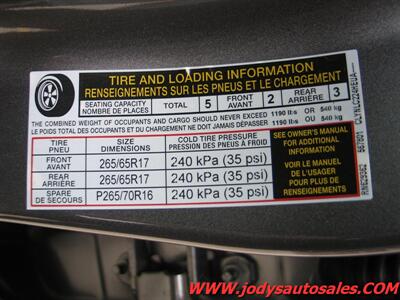 TIRE AND LOADING INFORMATION
RENSEIGNEMENTS SUR LES PNEUS ET LE CHARGEMENT
SEATING CAPACITY
NOMBRE DE PLACES
TOTAL 5
FRONT
AVANT 2
REAR
ARRIÈRE 3
THE COMBINED WEIGHT OF OCCUPANTS AND CARGO SHOULD NEVER EXCEED 1190 lbs OR 540 kg
LE POIDS TOTAL DES OCCUPANTS ET DU CHARGEMENT NE DOIT JAMAIS DÉPASSER 1190 lbs OU 540 kg
TIRE
PNEU
SIZE
DIMENSIONS
COLD TIRE PRESSURE
PRESSION DES PNEUS À FROID
FRONT
AVANT
265/65R17
240 kPa (35 psi)
REAR
ARRIÈRE
265/65R17
240 kPa (35 psi)
SPARE
DE SECOURS
P265/70R16
240 kPa (35 psi)
SEE OWNER'S MANUAL
FOR ADDITIONAL
INFORMATION
VOIR LE MANUEL
DE L'USAGER
POUR PLUS DE
RENSEIGNEMENTS
www.jodysautosales.com